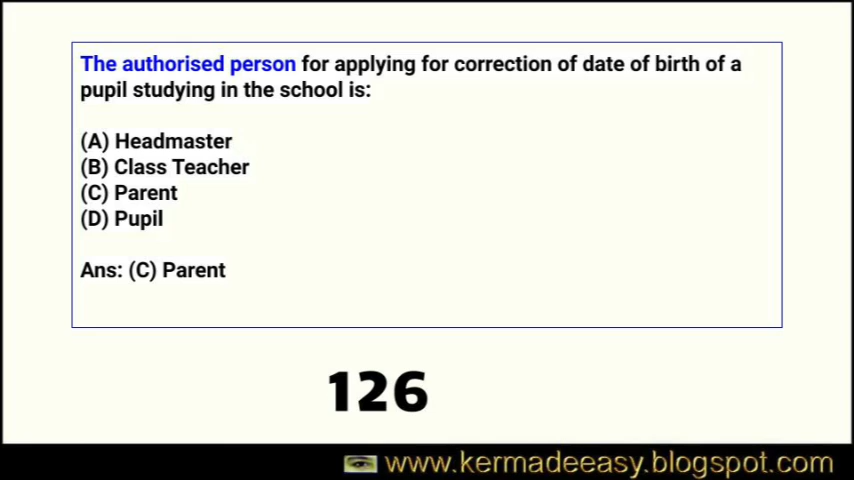 The authorised person for applying for correction of date of birth of a
pupil studying in the school is:
(A) Headmaster
(B) Class Teacher
(C) Parent
(D) Pupil
Ans: (C) Parent
126
www.kermadeeasy.blogspot.com